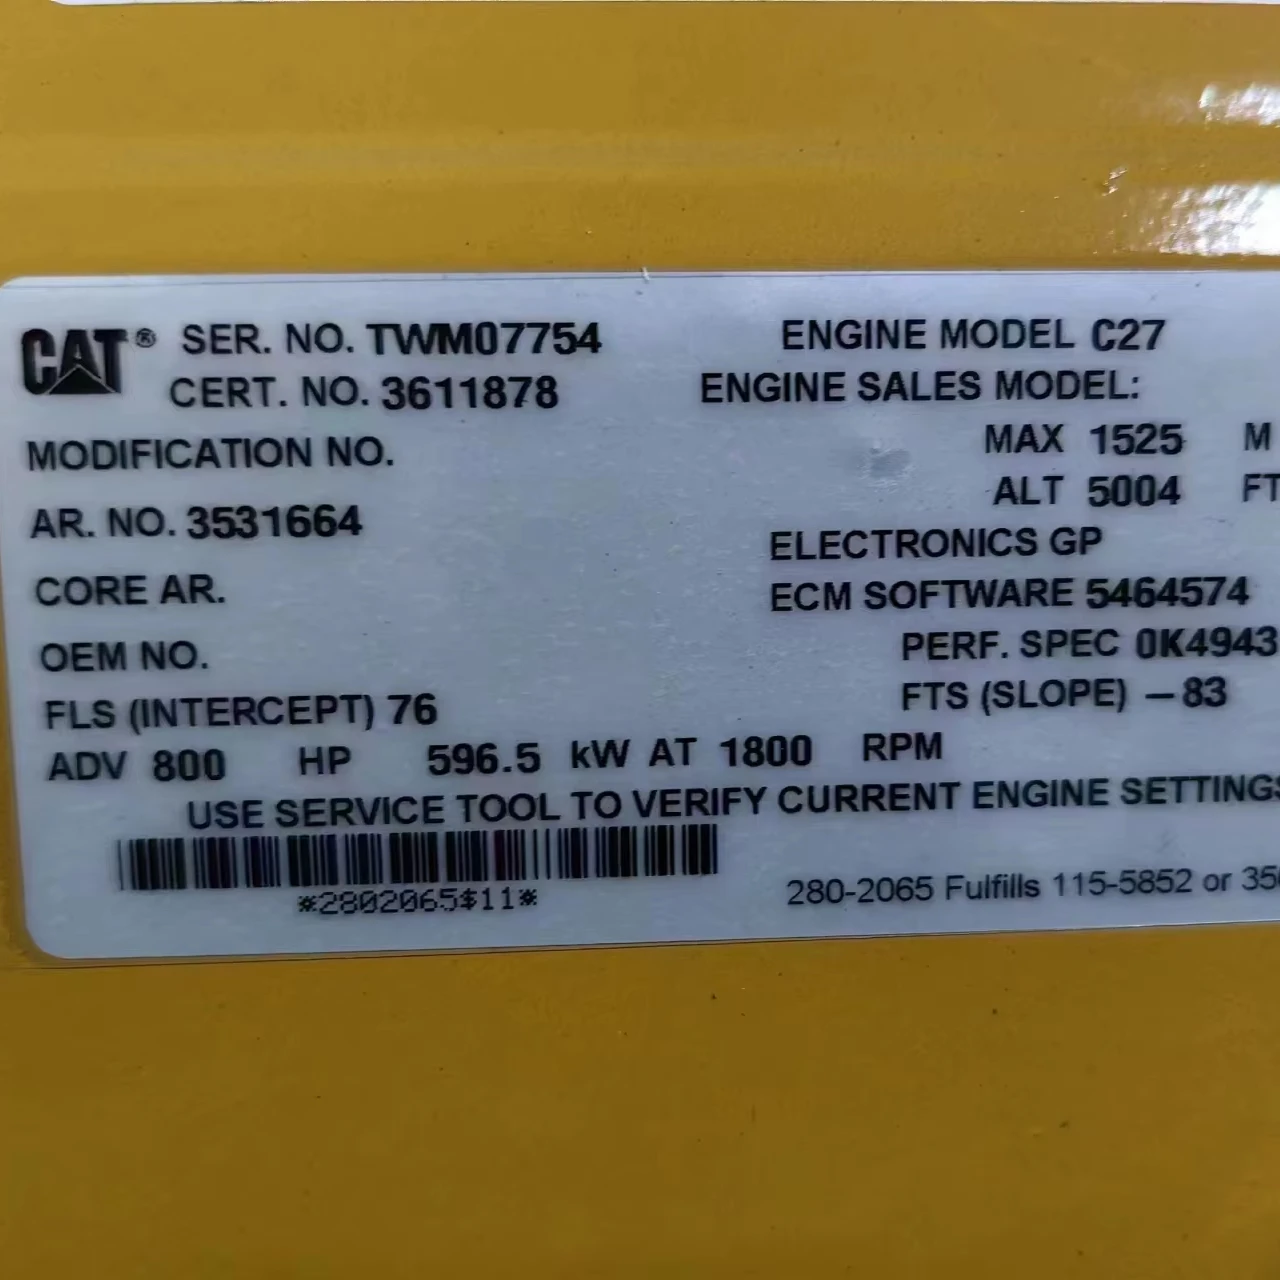 CAT® SER. NO. TWM07754 ENGINE MODEL C27
CERT. NO. 3611878 ENGINE SALES MODEL:
MODIFICATION NO. MAX 1525 M
ALT 5004 FT
AR. NO. 3531664
ELECTRONICS GP
CORE AR. ECM SOFTWARE 5464574
OEM NO. PERF. SPEC 0K4943
FLS (INTERCEPT) 76 FTS (SLOPE) -83
ADV 800 HP 596.5 kW AT 1800 RPM
USE SERVICE TOOL TO VERIFY CURRENT ENGINE SETTINGS
*2802065$11*
280-2065 Fulfills 115-5852 or